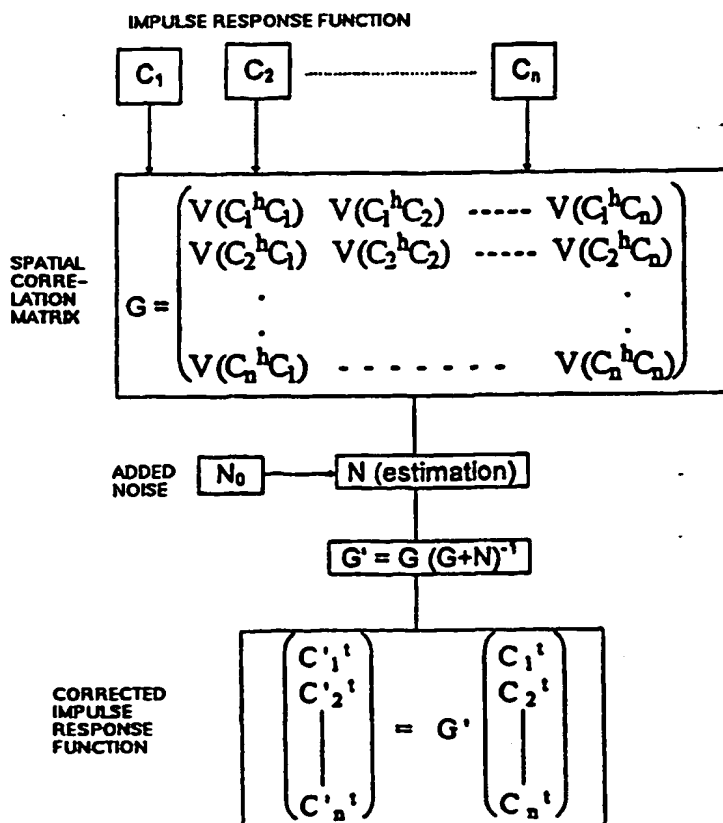 IMPULSE RESPONSE FUNCTION
C₁ C₂ ........................ Cₙ
V(C₁ʰC₁) V(C₁ʰC₂) ----- V(C₁ʰCₙ)
V(C₂ʰC₁) V(C₂ʰC₂) ----- V(C₂ʰCₙ)
SPATIAL
CORRE-
LATION
MATRIX
G =
V(CₙʰC₁) - - - - - - - - V(CₙʰCₙ)
ADDED
NOISE
N₀
N (estimation)
G' = G (G+N)⁻¹
CORRECTED
IMPULSE
RESPONSE
FUNCTION
C'₁ᵗ C₁ᵗ
C'₂ᵗ C₂ᵗ
= G'
C'ₙᵗ Cₙᵗ